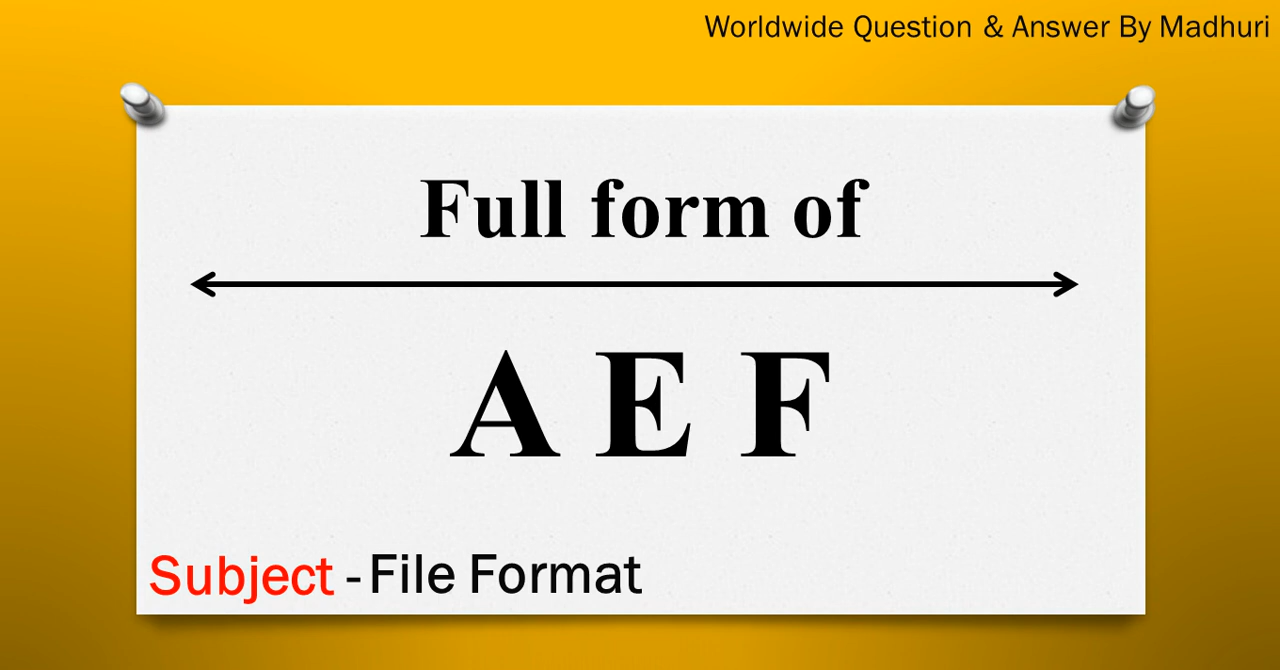 Worldwide Question & Answer By Madhuri
Full form of
A E F
Subject - File Format